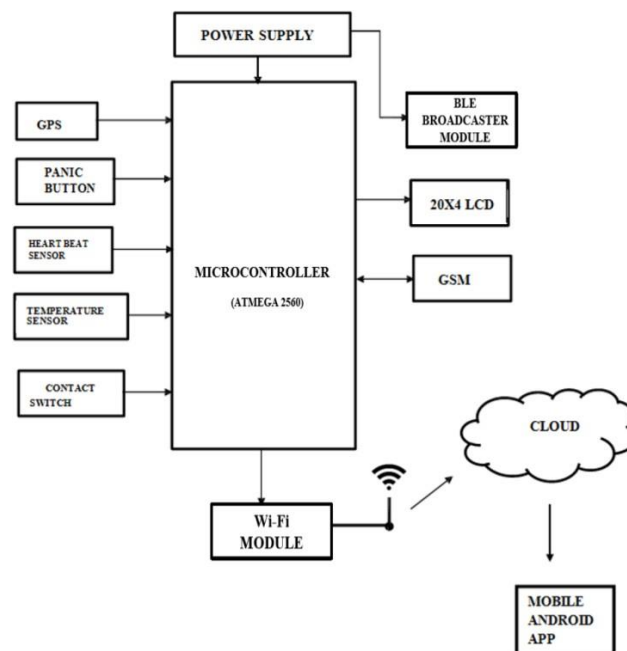 POWER SUPPLY
BLE
BROADCASTER
MODULE
GPS
PANIC
BUTTON
20X4 LCD
HEART BEAT
SENSOR
MICROCONTROLLER
(ATMEGA 2560)
GSM
TEMPERATURE
SENSOR
CONTACT
SWITCH
CLOUD
Wi-Fi
MODULE
MOBILE
ANDROID
APP